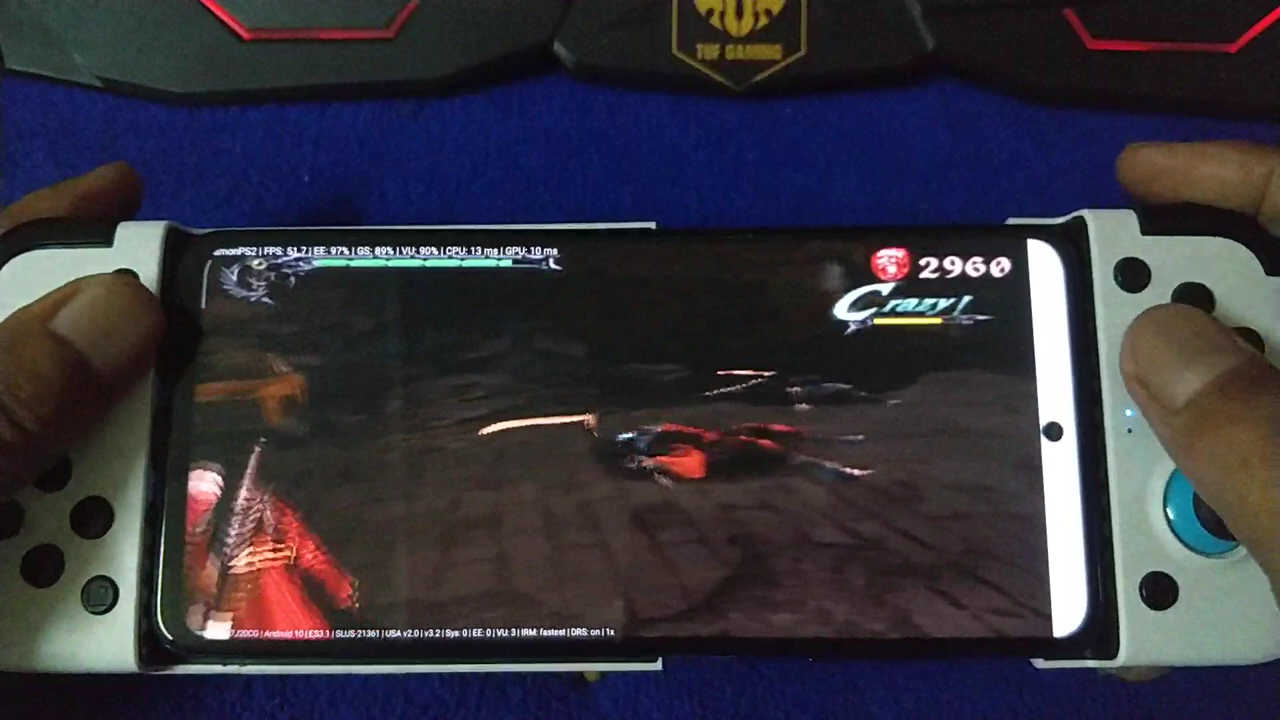 TUF GAMING
monPS2 | FPS: 51.7 | EE: 97% | GS: 89% | VU: 90% | CPU: 13 ms | GPU: 10 ms
2960
Crazy!
J20CG | Android 10 | ES3.1 | SLUS-21361 | USA v2.0 | v3.2 | Sys: 0 | EE: 0 | VU: 3 | IRM: fastest | DRS: on | 1x